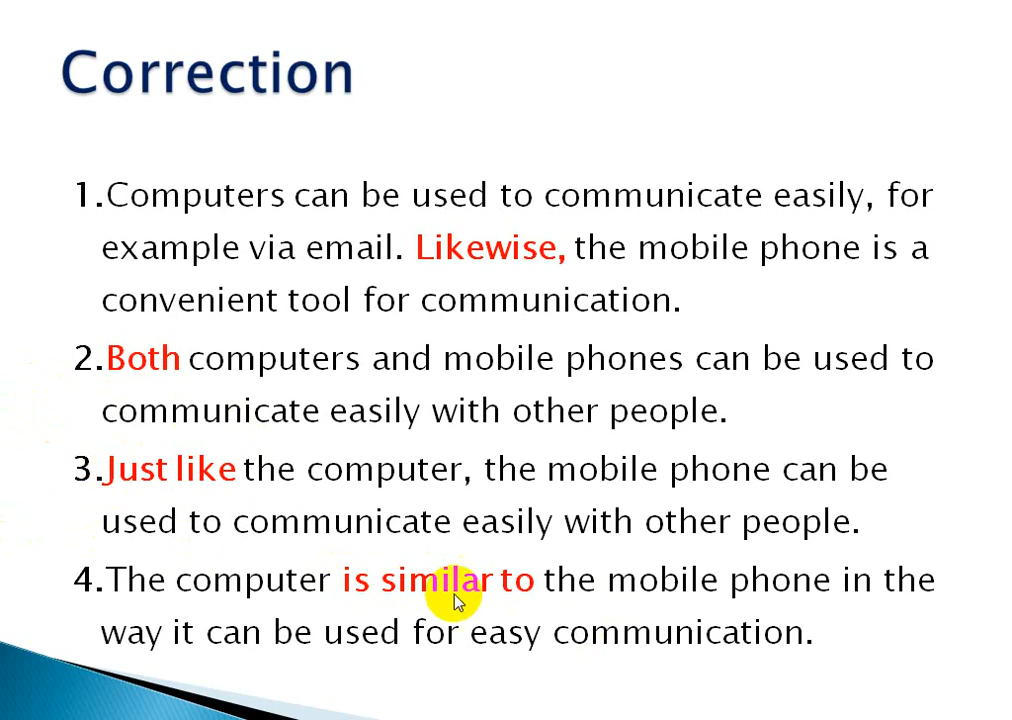 Correction
1.Computers can be used to communicate easily, for
example via email. Likewise, the mobile phone is a
convenient tool for communication.
2.Both computers and mobile phones can be used to
communicate easily with other people.
3.Just like the computer, the mobile phone can be
used to communicate easily with other people.
4.The computer is similar to the mobile phone in the
way it can be used for easy communication.